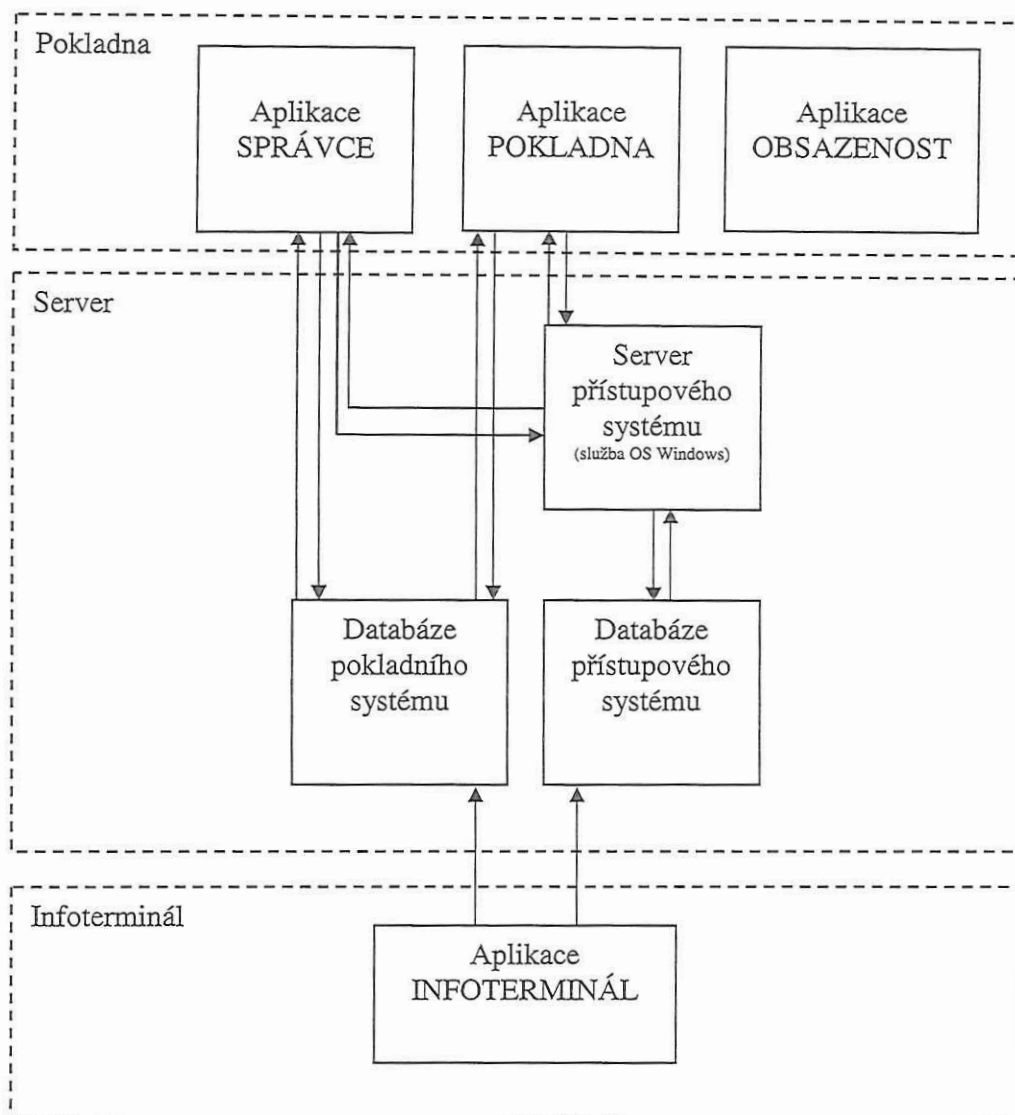 Pokladna
Aplikace
SPRÁVCE
Aplikace
POKLADNA
Aplikace
OBSAZENOST
Server
Server
přístupového
systému
(služba OS Windows)
Databáze
pokladního
systému
Databáze
přístupového
systému
Infoterminál
Aplikace
INFOTERMINÁL